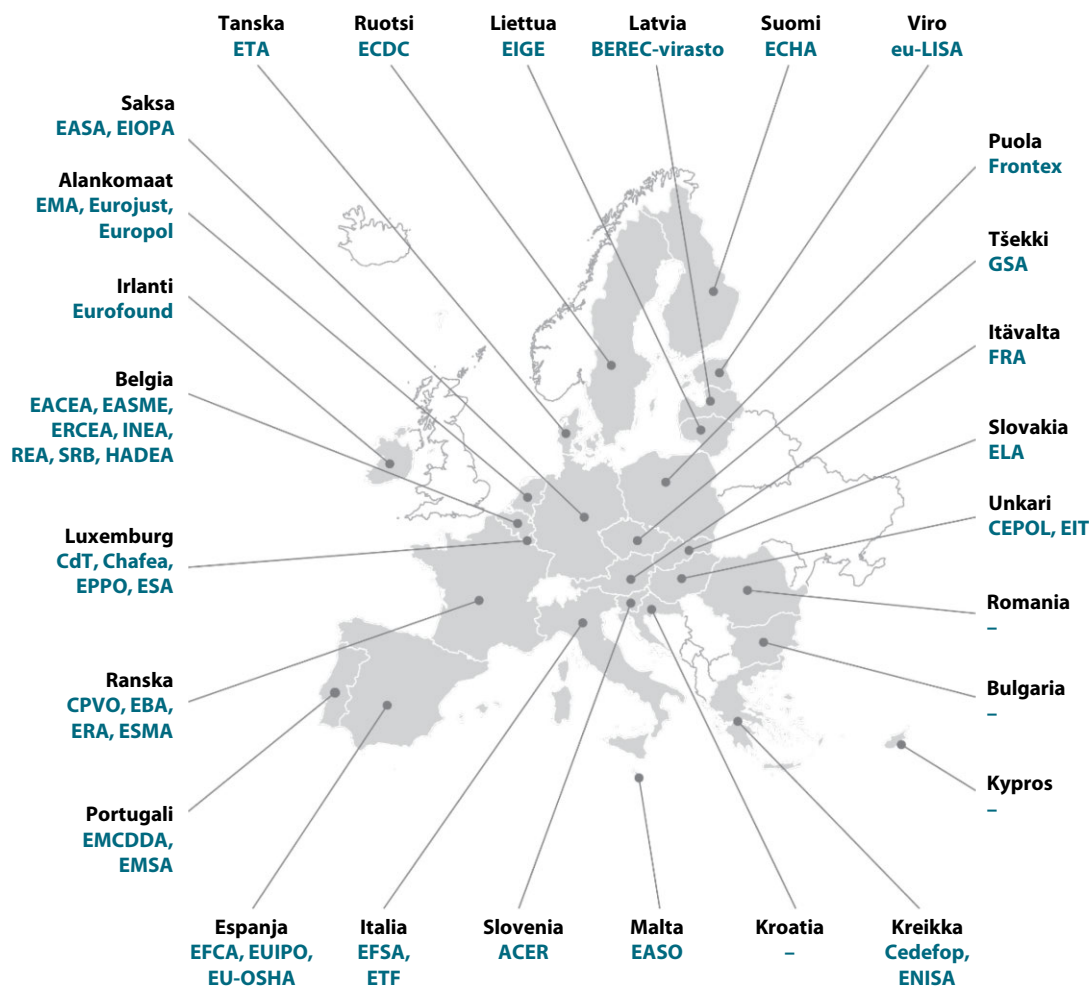 Tanska
ETA
Ruotsi
ECDC
Liettua
EIGE
Latvia
BEREC-virasto
Suomi
ECHA
Viro
eu-LISA
Saksa
EASA, EIOPA
Alankomaat
EMA, Eurojust,
Europol
Irlanti
Eurofound
Belgia
EACEA, EASME,
ERCEA, INEA,
REA, SRB, HADEA
Luxemburg
CdT, Chafea,
EPPO, ESA
Ranska
CPVO, EBA,
ERA, ESMA
Portugali
EMCDDA,
EMSA
Puola
Frontex
Tšekki
GSA
Itävalta
FRA
Slovakia
ELA
Unkari
CEPOL, EIT
Romania
–
Bulgaria
–
Kypros
–
Espanja
EFCA, EUIPO,
EU-OSHA
Italia
EFSA,
ETF
Slovenia
ACER
Malta
EASO
Kroatia
–
Kreikka
Cedefop,
ENISA